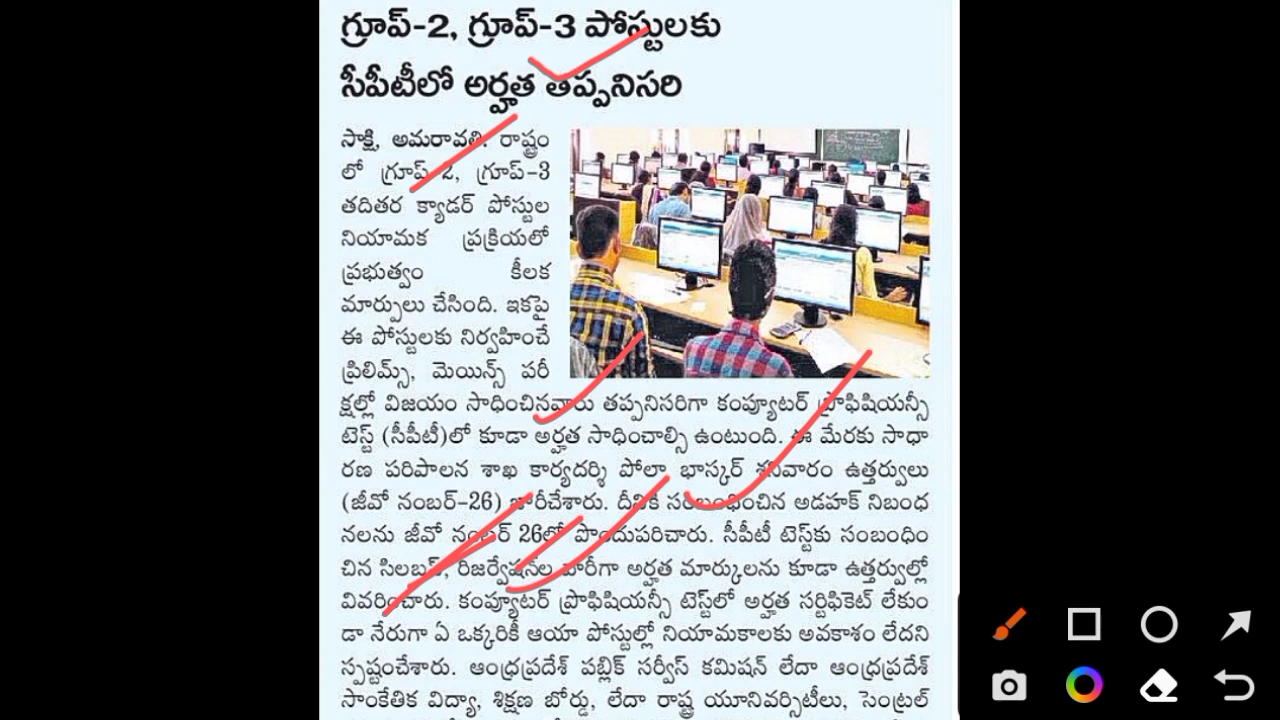 గ్రూప్-2, గ్రూప్-3 పోస్టులకు
సీపీటీలో అర్హత తప్పనిసరి
సాక్షి, అమరావతి: రాష్ట్రం
లో గ్రూప్-2, గ్రూప్-3
తదితర క్యాడర్ పోస్టుల
నియామక ప్రక్రియలో
ప్రభుత్వం కీలక
మార్పులు చేసింది. ఇకపై
ఈ పోస్టులకు నిర్వహించే
ప్రిలిమ్స్, మెయిన్స్ పరీ
క్షల్లో విజయం సాధించినవారు తప్పనిసరిగా కంప్యూటర్ ప్రొఫిషియన్సీ
టెస్ట్ (సీపీటీ)లో కూడా అర్హత సాధించాల్సి ఉంటుంది. ఈ మేరకు సాధా
రణ పరిపాలన శాఖ కార్యదర్శి పోలా భాస్కర్ శనివారం ఉత్తర్వులు
(జీవో నంబర్-26) జారీచేశారు. దీనికి సంబంధించిన అడహక్ నిబంధ
నలను జీవో నంబర్ 26లో పొందుపరిచారు. సీపీటీ టెస్ట్‌కు సంబంధిం
చిన సిలబస్, రిజర్వేషన్‌ల వారీగా అర్హత మార్కులను కూడా ఉత్తర్వుల్లో
వివరించారు. కంప్యూటర్ ప్రొఫిషియన్సీ టెస్ట్‌లో అర్హత సర్టిఫికెట్ లేకుం
డా నేరుగా ఏ ఒక్కరికీ ఆయా పోస్టుల్లో నియామకాలకు అవకాశం లేదని
స్పష్టంచేశారు. ఆంధ్రప్రదేశ్ పబ్లిక్ సర్వీస్ కమిషన్ లేదా ఆంధ్రప్రదేశ్
సాంకేతిక విద్యా, శిక్షణ బోర్డు, లేదా రాష్ట్ర యూనివర్సిటీలు, సెంట్రల్